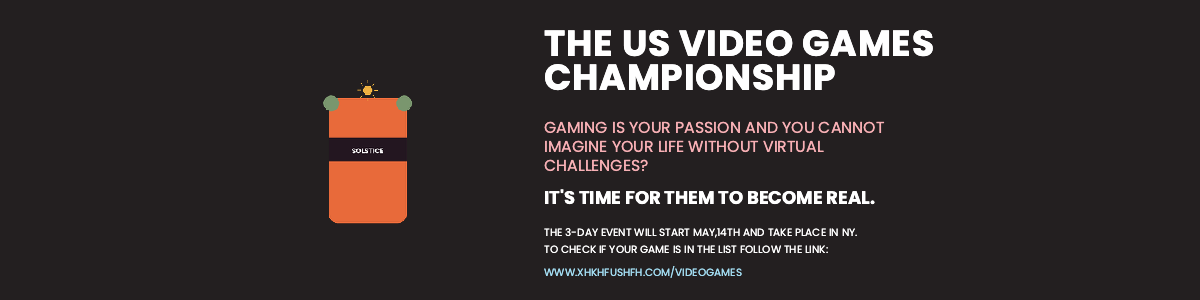 SOLSTICE
THE US VIDEO GAMES
CHAMPIONSHIP
GAMING IS YOUR PASSION AND YOU CANNOT
IMAGINE YOUR LIFE WITHOUT VIRTUAL
CHALLENGES?
IT'S TIME FOR THEM TO BECOME REAL.
THE 3-DAY EVENT WILL START MAY,14TH AND TAKE PLACE IN NY.
TO CHECK IF YOUR GAME IS IN THE LIST FOLLOW THE LINK:
WWW.XHKHFUSHFH.COM/VIDEOGAMES